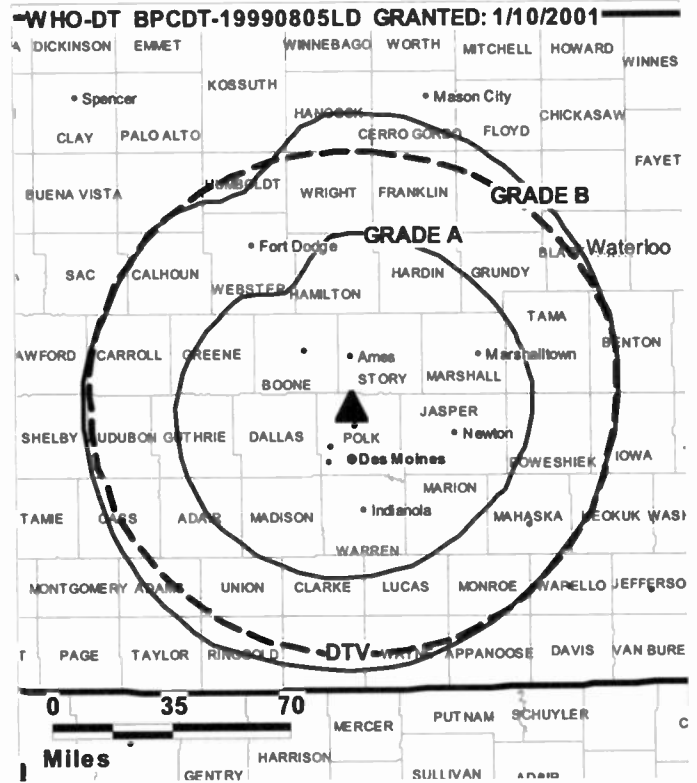 WHO-DT BPCDT-19990805LD GRANTED: 1/10/2001
A DICKINSON EMMET WINNEBAGO WORTH MITCHELL HOWARD
WINNES
KOSSUTH
Spencer Mason City
HANCOCK CHICKASAW
CLAY PALO ALTO CERRO GORDO FLOYD
FAYET
BUENA VISTA HUMBOLDT WRIGHT FRANKLIN GRADE B
GRADE A
Fort Dodge Waterloo
SAC CALHOUN HARDIN GRUNDY
WEBSTER HAMILTON
TAMA
BENTON
AWFORD CARROLL GREENE Ames Marshalltown
BOONE STORY MARSHALL
JASPER
SHELBY UDUBON GUTHRIE DALLAS POLK Newton
Des Moines POWESHIEK IOWA
MARION
TAMIE CASS ADAIR MADISON Indianola MAHASKA KEOKUK WASH
WARREN
MONTGOMERY ADAMS UNION CLARKE LUCAS MONROE WAPELLO JEFFERSO
T PAGE TAYLOR RINGGOLD DTV WAYNE APPANOOSE DAVIS VAN BURE
0 35 70
MERCER PUTNAM SCHUYLER C
Miles
HARRISON
GENTRY SULLIVAN ADAIR